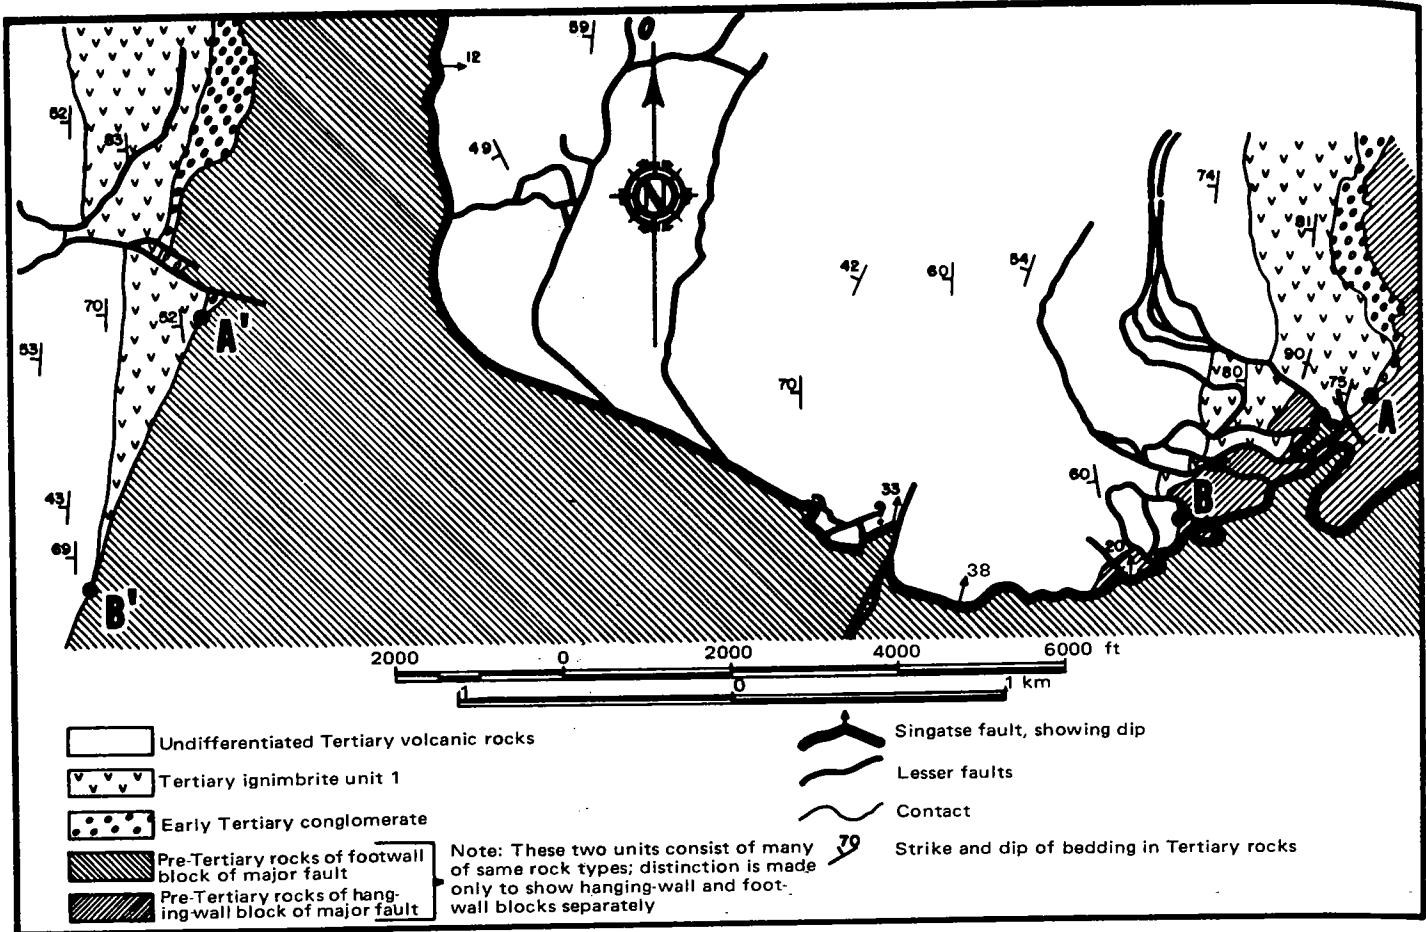 59
0
12
52
83
49
N
74
81
42
60
54
70
52
A'
53
70
90
80
75
A
43
69
B'
33
60
B
20
38
2000 0 2000 4000 6000 ft
1 0 1 km
Undifferentiated Tertiary volcanic rocks
Tertiary ignimbrite unit 1
Early Tertiary conglomerate
Pre-Tertiary rocks of footwall
block of major fault
Pre-Tertiary rocks of hang-
ing-wall block of major fault
Note: These two units consist of many
of same rock types; distinction is made
only to show hanging-wall and foot-
wall blocks separately
Singatse fault, showing dip
Lesser faults
Contact
70 Strike and dip of bedding in Tertiary rocks